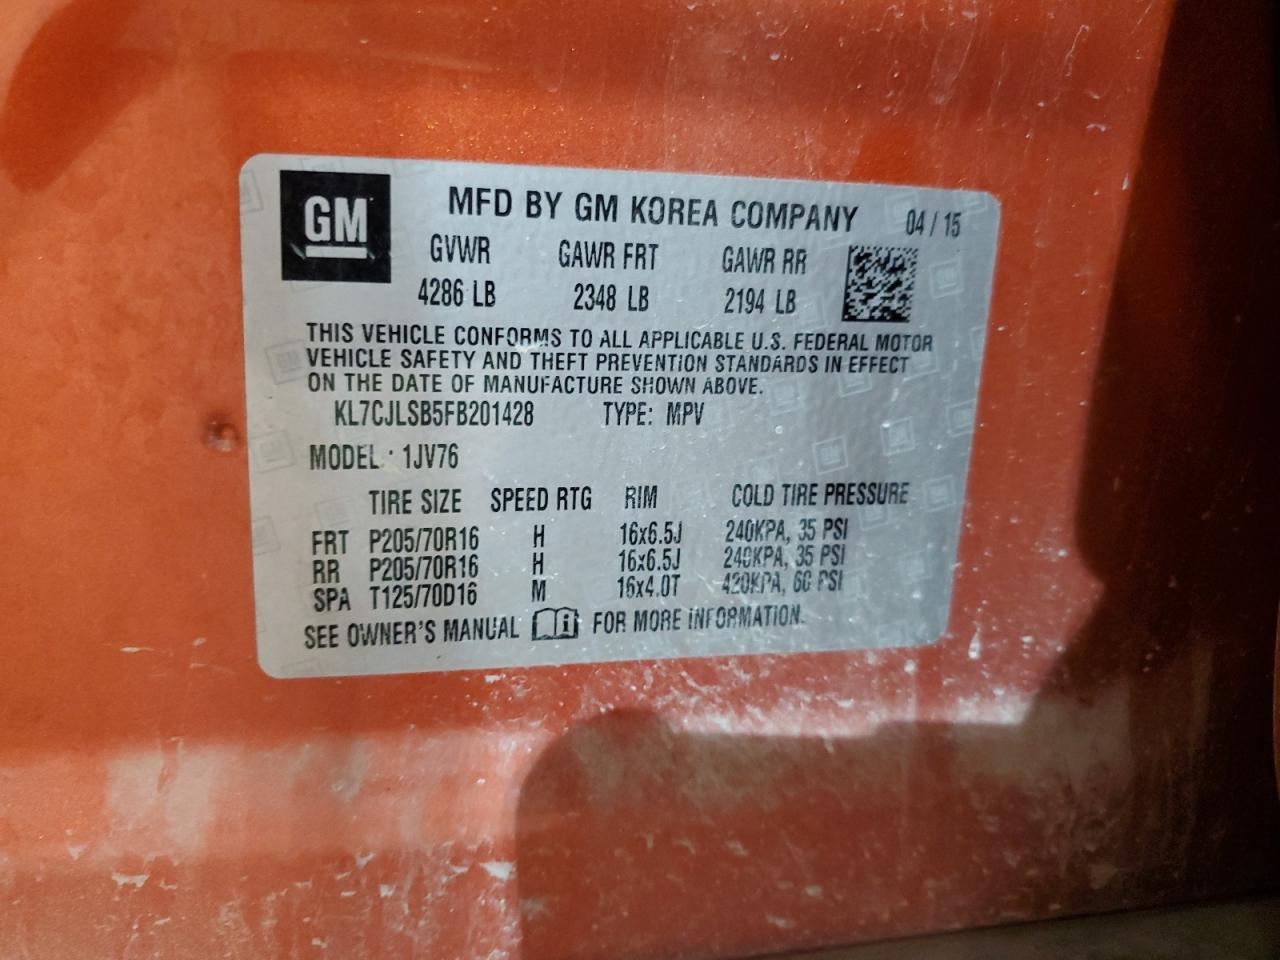 GM
MFD BY GM KOREA COMPANY 04 / 15
GVWR GAWR FRT GAWR RR
4286 LB 2348 LB 2194 LB
THIS VEHICLE CONFORMS TO ALL APPLICABLE U.S. FEDERAL MOTOR
VEHICLE SAFETY AND THEFT PREVENTION STANDARDS IN EFFECT
ON THE DATE OF MANUFACTURE SHOWN ABOVE.
KL7CJLSB5FB201428 TYPE: MPV
MODEL : 1JV76
TIRE SIZE SPEED RTG RIM COLD TIRE PRESSURE
FRT P205/70R16 H 16x6.5J 240KPA, 35 PSI
RR P205/70R16 H 16x6.5J 240KPA, 35 PSI
SPA T125/70D16 M 16x4.0T 420KPA, 60 PSI
SEE OWNER'S MANUAL i FOR MORE INFORMATION.